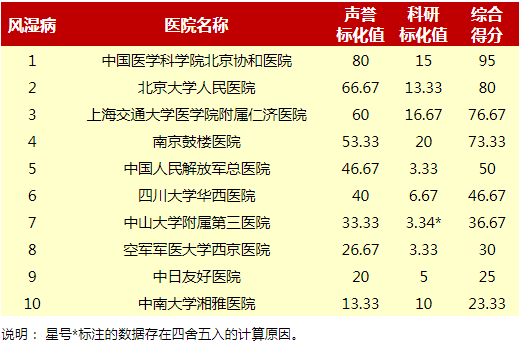 风湿病 医院名称 声誉标化值 科研标化值 综合得分
1 中国医学科学院北京协和医院 80 15 95
2 北京大学人民医院 66.67 13.33 80
3 上海交通大学医学院附属仁济医院 60 16.67 76.67
4 南京鼓楼医院 53.33 20 73.33
5 中国人民解放军总医院 46.67 3.33 50
6 四川大学华西医院 40 6.67 46.67
7 中山大学附属第三医院 33.33 3.34* 36.67
8 空军军医大学西京医院 26.67 3.33 30
9 中日友好医院 20 5 25
10 中南大学湘雅医院 13.33 10 23.33
说明： 星号*标注的数据存在四舍五入的计算原因。